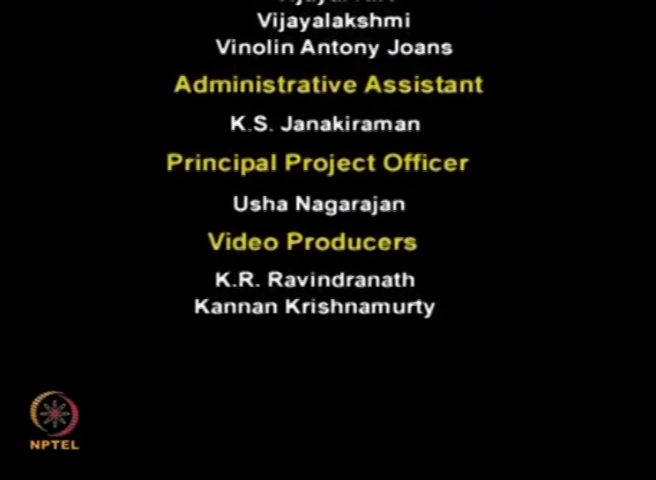 Vijayalakshmi
Vinolin Antony Joans
Administrative Assistant
K.S. Janakiraman
Principal Project Officer
Usha Nagarajan
Video Producers
K.R. Ravindranath
Kannan Krishnamurty
NPTEL